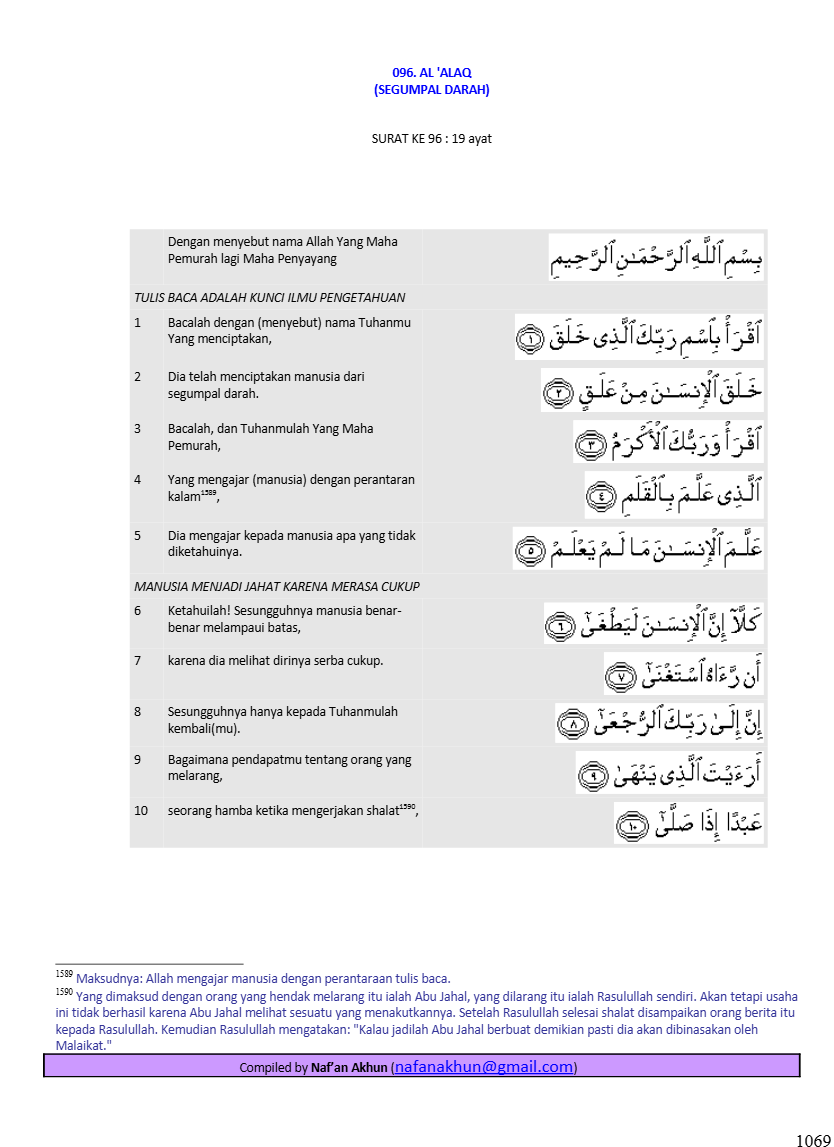 096. AL 'ALAQ
(SEGUMPAL DARAH)
SURAT KE 96 : 19 ayat
Dengan menyebut nama Allah Yang Maha
Pemurah lagi Maha Penyayang
بِسْمِ ٱللَّهِ ٱلرَّحْمَـٰنِ ٱلرَّحِيمِ
TULIS BACA ADALAH KUNCI ILMU PENGETAHUAN
1 Bacalah dengan (menyebut) nama Tuhanmu
Yang menciptakan,
ٱقْرَأْ بِٱسْمِ رَبِّكَ ٱلَّذِى خَلَقَ ١
2 Dia telah menciptakan manusia dari
segumpal darah.
خَلَقَ ٱلْإِنسَـٰنَ مِنْ عَلَقٍ ٢
3 Bacalah, dan Tuhanmulah Yang Maha
Pemurah,
ٱقْرَأْ وَرَبُّكَ ٱلْأَكْرَمُ ٣
4 Yang mengajar (manusia) dengan perantaran
kalam1589,
ٱلَّذِى عَلَّمَ بِٱلْقَلَمِ ٤
5 Dia mengajar kepada manusia apa yang tidak
diketahuinya.
عَلَّمَ ٱلْإِنسَـٰنَ مَا لَمْ يَعْلَمْ ٥
MANUSIA MENJADI JAHAT KARENA MERASA CUKUP
6 Ketahuilah! Sesungguhnya manusia benar-
benar melampaui batas,
كَلَّآ إِنَّ ٱلْإِنسَـٰنَ لَيَطْغَىٰٓ ٦
7 karena dia melihat dirinya serba cukup.
أَن رَّءَاهُ ٱسْتَغْنَىٰٓ ٧
8 Sesungguhnya hanya kepada Tuhanmulah
kembali(mu).
إِنَّ إِلَىٰ رَبِّكَ ٱلرُّجْعَىٰٓ ٨
9 Bagaimana pendapatmu tentang orang yang
melarang,
أَرَءَيْتَ ٱلَّذِى يَنْهَىٰ ٩
10 seorang hamba ketika mengerjakan shalat1590,
عَبْدًا إِذَا صَلَّىٰٓ ١٠
1589 Maksudnya: Allah mengajar manusia dengan perantaraan tulis baca.
1590 Yang dimaksud dengan orang yang hendak melarang itu ialah Abu Jahal, yang dilarang itu ialah Rasulullah sendiri. Akan tetapi usaha
ini tidak berhasil karena Abu Jahal melihat sesuatu yang menakutkannya. Setelah Rasulullah selesai shalat disampaikan orang berita itu
kepada Rasulullah. Kemudian Rasulullah mengatakan: "Kalau jadilah Abu Jahal berbuat demikian pasti dia akan dibinasakan oleh
Malaikat."
Compiled by Naf’an Akhun (nafanakhun@gmail.com)
1069